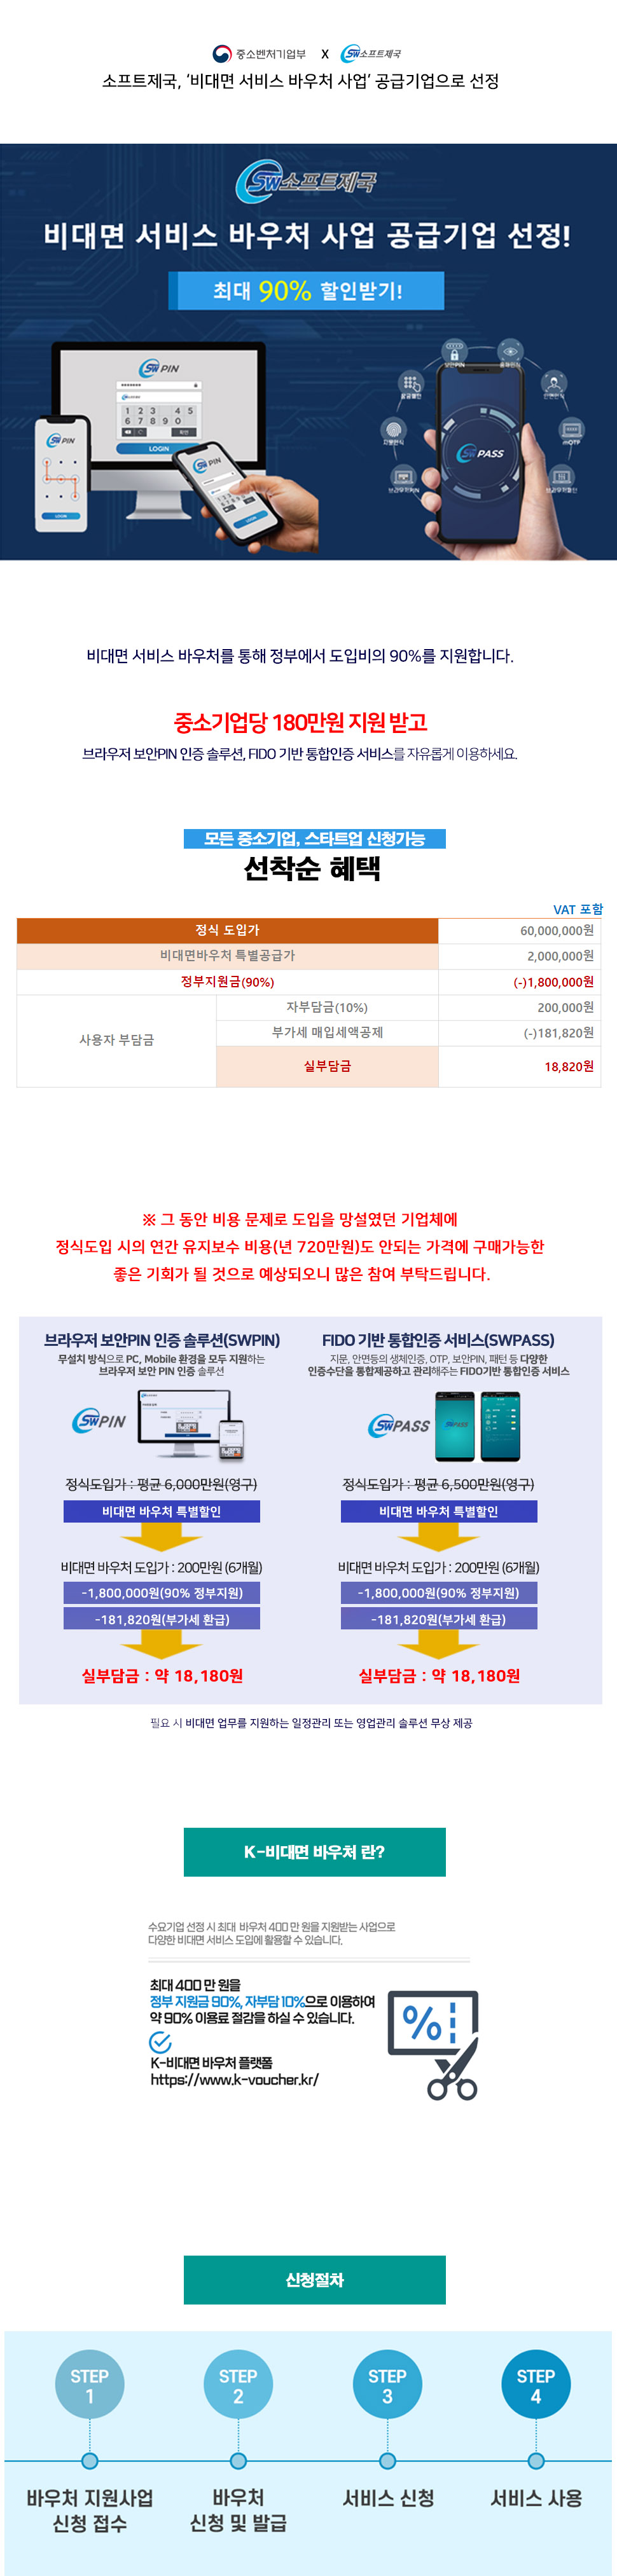 중소벤처기업부 X SW소프트제국
소프트제국, ‘비대면 서비스 바우처 사업’ 공급기업으로 선정
SW소프트제국
비대면 서비스 바우처 사업 공급기업 선정!
최대 90% 할인받기!
SW PIN
1 2 3 4 5
6 7 8 9 0
확인
LOGIN
SW PIN
LOGIN
SW PIN
보안PIN
홍채인식
얼굴패턴
안면인식
지문인식
mOTP
브라우저PIN
브라우저패턴
SW PASS
비대면 서비스 바우처를 통해 정부에서 도입비의 90%를 지원합니다.
중소기업당 180만원 지원 받고
브라우저 보안PIN 인증 솔루션, FIDO 기반 통합인증 서비스를 자유롭게 이용하세요.
모든 중소기업, 스타트업 신청가능
선착순 혜택
VAT 포함
정식 도입가 60,000,000원
비대면바우처 특별공급가 2,000,000원
정부지원금(90%) (-)1,800,000원
사용자 부담금
자부담금(10%) 200,000원
부가세 매입세액공제 (-)181,820원
실부담금 18,820원
※ 그 동안 비용 문제로 도입을 망설였던 기업체에
정식도입 시의 연간 유지보수 비용(년 720만원)도 안되는 가격에 구매가능한
좋은 기회가 될 것으로 예상되오니 많은 참여 부탁드립니다.
브라우저 보안PIN 인증 솔루션(SWPIN)
무설치 방식으로 PC, Mobile 환경을 모두 지원하는
브라우저 보안 PIN 인증 솔루션
SWPIN
정식도입가 : 평균 6,000만원(영구)
비대면 바우처 특별할인
비대면 바우처 도입가 : 200만원 (6개월)
-1,800,000원(90% 정부지원)
-181,820원(부가세 환급)
실부담금 : 약 18,180원
FIDO 기반 통합인증 서비스(SWPASS)
지문, 안면등의 생체인증, OTP, 보안PIN, 패턴 등 다양한
인증수단을 통합제공하고 관리해주는 FIDO기반 통합인증 서비스
SWPASS
정식도입가 : 평균 6,500만원(영구)
비대면 바우처 특별할인
비대면 바우처 도입가 : 200만원 (6개월)
-1,800,000원(90% 정부지원)
-181,820원(부가세 환급)
실부담금 : 약 18,180원
필요 시 비대면 업무를 지원하는 일정관리 또는 영업관리 솔루션 무상 제공
K-비대면 바우처 란?
수요기업 선정 시 최대 바우처 400 만 원을 지원받는 사업으로
다양한 비대면 서비스 도입에 활용할 수 있습니다.
최대 400 만 원을
정부 지원금 90%, 자부담 10%으로 이용하여
약 90% 이용료 절감을 하실 수 있습니다.
K-비대면 바우처 플랫폼
https://www.k-voucher.kr/
%
신청절차
STEP 1
STEP 2
STEP 3
STEP 4
바우처 지원사업
신청 접수
바우처
신청 및 발급
서비스 신청
서비스 사용